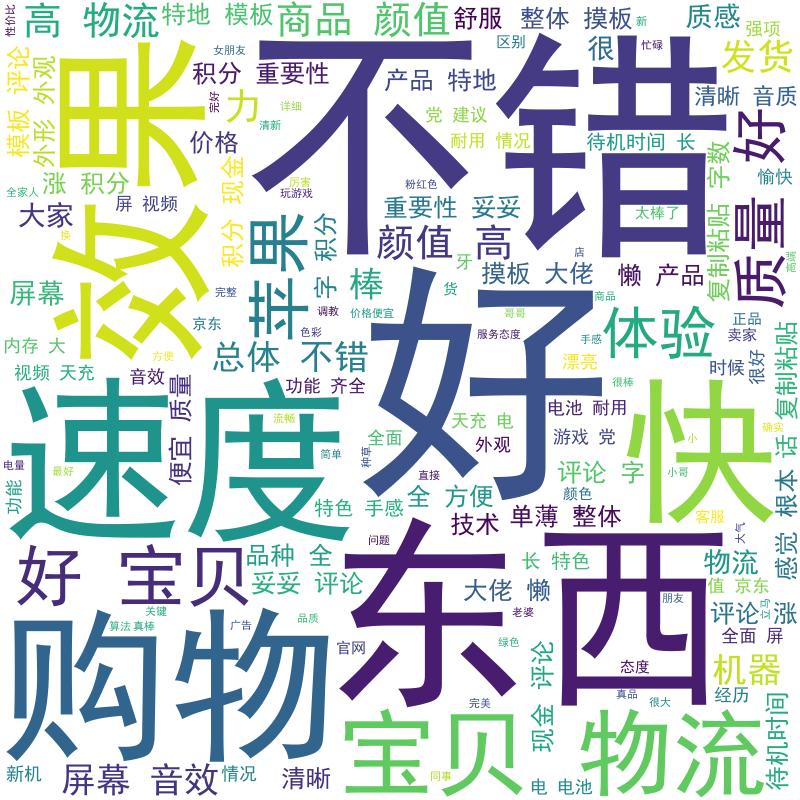 性价比
高 物流
特地 模板
商品 颜值
舒服
整体 摸板
新
质感
强项
很
区别
忙碌
发货
女朋友
积分 重要性
产品 特地
清晰 音质
模板 评论
外形 外观
效果
不错
完好
力
详细
清新
党 建议
耐用 情况
待机时间 长
好
价格
现金
涨 积分
全家人
厉害
玩游戏
粉红色
字数
愉快
大家
屏 视频
重要性 妥妥
太棒了
复制粘贴
质量
换
积分
苹果
积分
颜值 高
牙
店
高端
屏幕
完整
字
棒
摸板 大佬
懒 产品
货
调教
价格便宜
哥哥
商品
京东
色彩
服务态度
手感
体验
正品
卖家
内存 大
方便
总体 不错
好
漂亮
时候
很好
复制粘贴
视频 天充
音效
功能 齐全
很棒
速度
便宜 质量
流畅
天充 电
电池 耐用
快
确实
小
全面
外观
游戏 党
话
电量
最好
简单
种草
直接
评论 字
小哥
功能
颜色
根本
特色 手感
全 方便
技术
单薄 整体
客服
大气
感觉
好 宝贝
品种 全
问题
东西
长 特色
物流
妥妥 评论
大佬 懒
值 京东
关键
算法 真棒
广告
品质
老婆
朋友
评论
立马
涨
购物
官网
绿色
现金 评论
态度
全面 屏
机器
完美
真品
很大
经历
待机时间
宝贝
物流
新机
屏幕 音效
情况
清晰
同事
电 电池